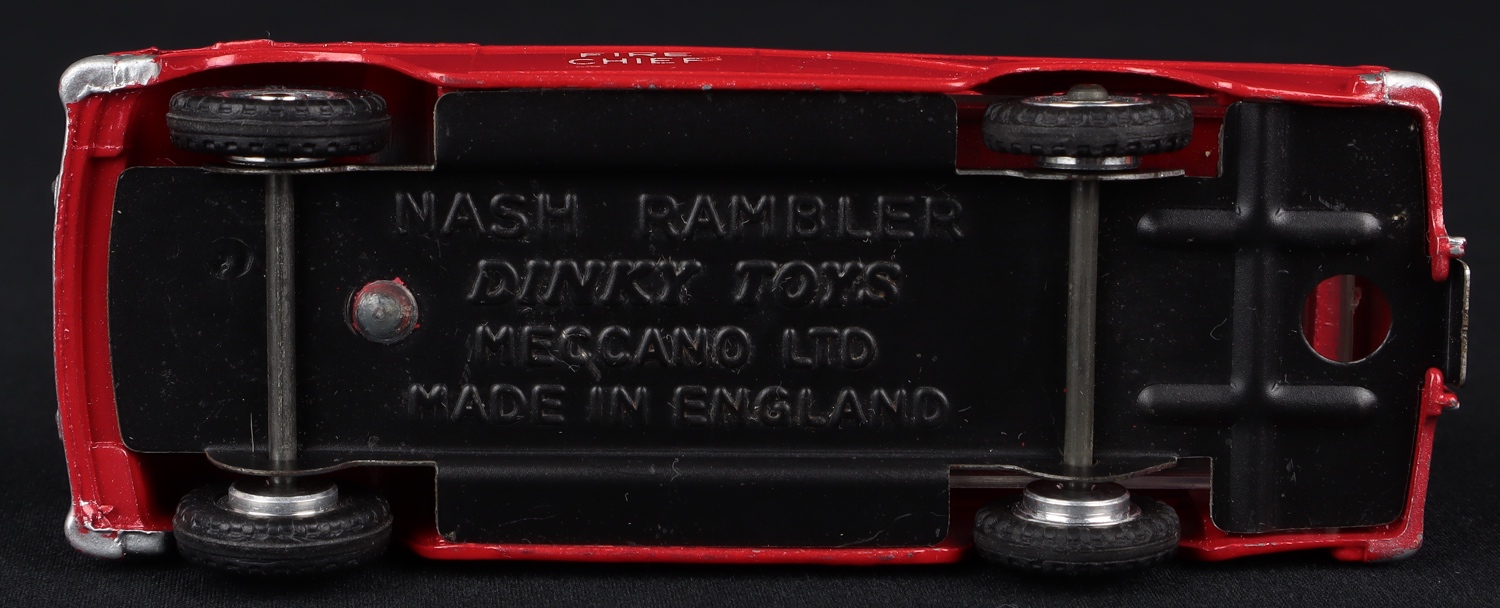 FIRE
CHIEF
NASH RAMBLER
DINKY TOYS
MECCANO LTD
MADE IN ENGLAND